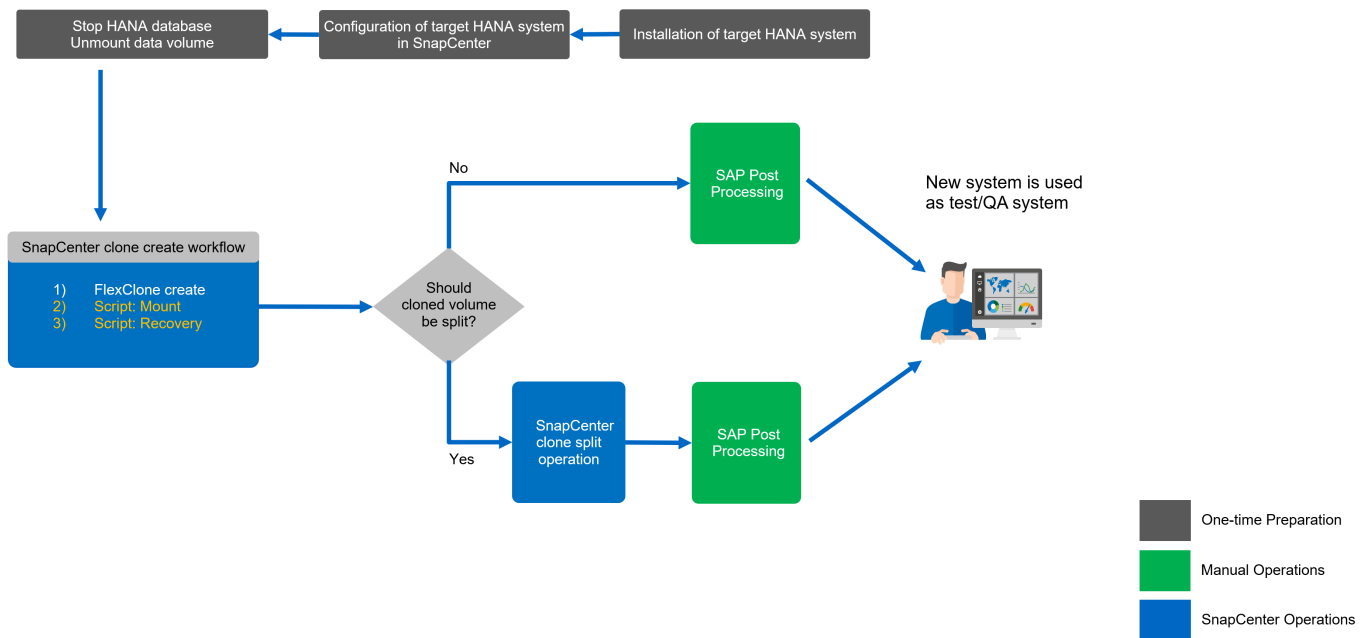 Stop HANA database
Unmount data volume
Configuration of target HANA system
in SnapCenter
Installation of target HANA system
SnapCenter clone create workflow
1) FlexClone create
2) Script: Mount
3) Script: Recovery
Should
cloned volume
be split?
No
SAP Post
Processing
New system is used
as test/QA system
Yes
SnapCenter
clone split
operation
SAP Post
Processing
One-time Preparation
Manual Operations
SnapCenter Operations